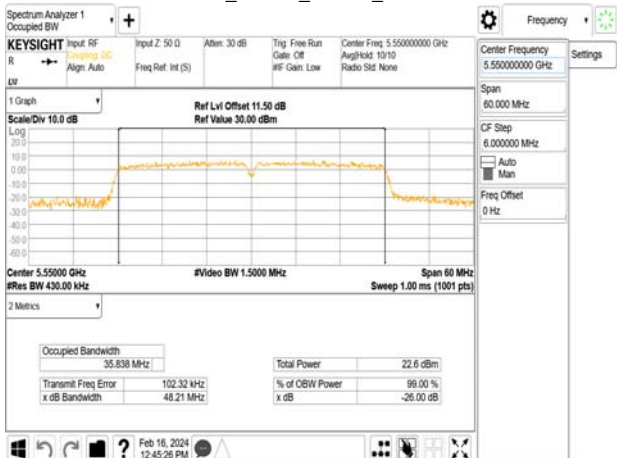 Spectrum Analyzer 1
Occupied BW
+
Frequency
KEYSIGHT
R
Input: RF
Coupling: DC
Align: Auto
Input Z: 50 Ω
Freq Ref: Int (S)
Atten: 30 dB
Trig: Free Run
Gate: Off
#IF Gain: Low
Center Freq: 5.550000000 GHz
Avg|Hold: 10/10
Radio Std: None
Center Frequency
5.550000000 GHz
Settings
Span
60.000 MHz
CF Step
6.000000 MHz
Auto
Man
Freq Offset
0 Hz
1 Graph
Scale/Div 10.0 dB
Ref Lvl Offset 11.50 dB
Ref Value 30.00 dBm
Log
20.0
10.0
0.00
-10.0
-20.0
-30.0
-40.0
-50.0
-60.0
Center 5.55000 GHz
#Video BW 1.5000 MHz
Span 60 MHz
#Res BW 430.00 kHz
Sweep 1.00 ms (1001 pts)
2 Metrics
Occupied Bandwidth
35.838 MHz
Total Power 22.6 dBm
Transmit Freq Error 102.32 kHz
% of OBW Power 99.00 %
x dB Bandwidth 48.21 MHz
x dB -26.00 dB
?
Feb 16, 2024
12:45:26 PM